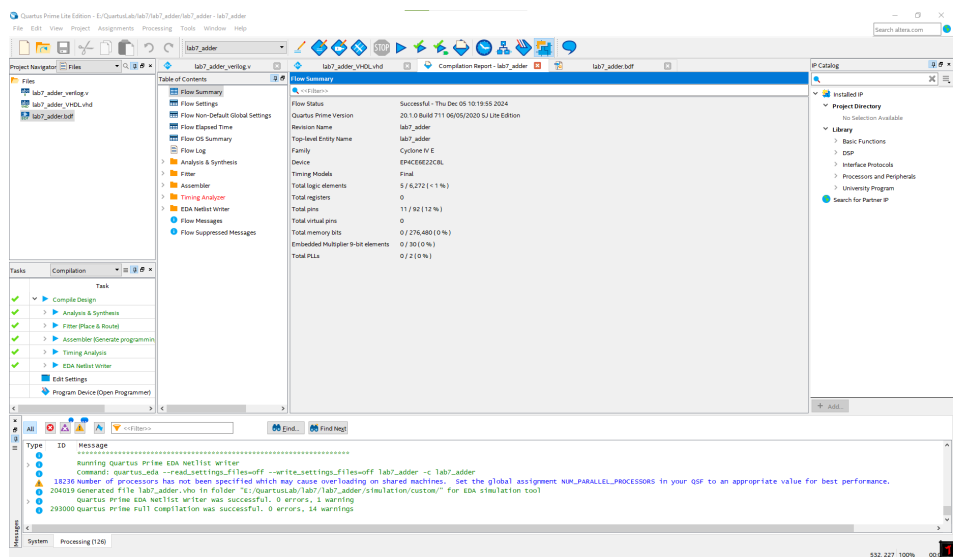 Quartus Prime Lite Edition - E:/QuartusLab/lab7/lab7_adder/lab7_adder - lab7_adder
File Edit View Project Assignments Processing Tools Window Help
Search altera.com
lab7_adder
Project Navigator Files
Files
lab7_adder_verilog.v
lab7_adder_VHDL.vhd
lab7_adder.bdf
lab7_adder_verilog.v
lab7_adder_VHDL.vhd
Compilation Report - lab7_adder
lab7_adder.bdf
Table of Contents
Flow Summary
Flow Settings
Flow Non-Default Global Settings
Flow Elapsed Time
Flow OS Summary
Flow Log
Analysis & Synthesis
Fitter
Assembler
Timing Analyzer
EDA Netlist Writer
Flow Messages
Flow Suppressed Messages
Flow Summary
<<Filter>>
Flow Status Successful - Thu Dec 05 10:19:55 2024
Quartus Prime Version 20.1.0 Build 711 06/05/2020 SJ Lite Edition
Revision Name lab7_adder
Top-level Entity Name lab7_adder
Family Cyclone IV E
Device EP4CE6E22C8L
Timing Models Final
Total logic elements 5 / 6,272 ( < 1 % )
Total registers 0
Total pins 11 / 92 ( 12 % )
Total virtual pins 0
Total memory bits 0 / 276,480 ( 0 % )
Embedded Multiplier 9-bit elements 0 / 30 ( 0 % )
Total PLLs 0 / 2 ( 0 % )
IP Catalog
Installed IP
Project Directory
No Selection Available
Library
Basic Functions
DSP
Interface Protocols
Processors and Peripherals
University Program
Search for Partner IP
+ Add...
Tasks Compilation
Task
Compile Design
Analysis & Synthesis
Fitter (Place & Route)
Assembler (Generate programmin
Timing Analysis
EDA Netlist Writer
Edit Settings
Program Device (Open Programmer)
All <<Filter>> Find... Find Next
Type ID Message
Running Quartus Prime EDA Netlist Writer
Command: quartus_eda --read_settings_files=off --write_settings_files=off lab7_adder -c lab7_adder
18236 Number of processors has not been specified which may cause overloading on shared machines. Set the global assignment NUM_PARALLEL_PROCESSORS in your QSF to an appropriate value for best performance.
204019 Generated file lab7_adder.vho in folder "E:/QuartusLab/lab7/lab7_adder/simulation/custom/" for EDA simulation tool
Quartus Prime EDA Netlist Writer was successful. 0 errors, 1 warning
293000 Quartus Prime Full Compilation was successful. 0 errors, 14 warnings
Messages
System Processing (126)
532, 227 100%